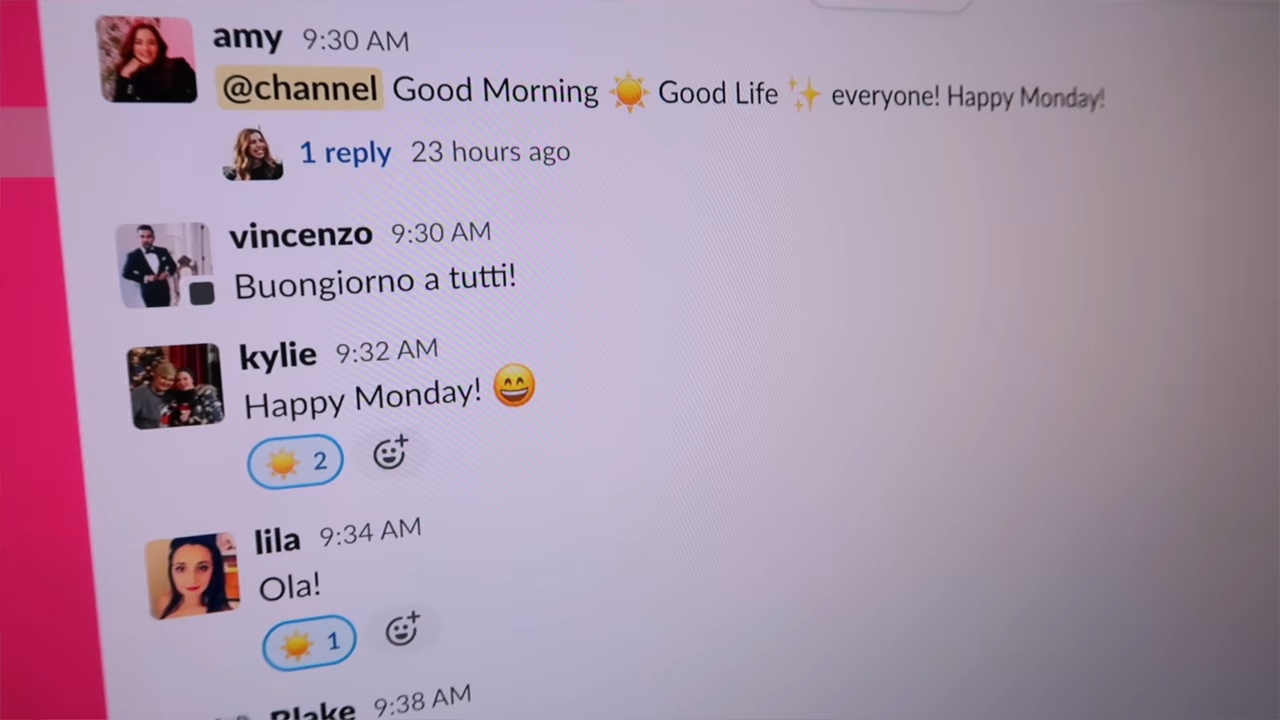 amy 9:30 AM
@channel Good Morning ☀️ Good Life ✨ everyone! Happy Monday!
1 reply 23 hours ago
vincenzo 9:30 AM
Buongiorno a tutti!
kylie 9:32 AM
Happy Monday! 😄
☀️ 2
lila 9:34 AM
Ola!
☀️ 1
Blake 9:38 AM